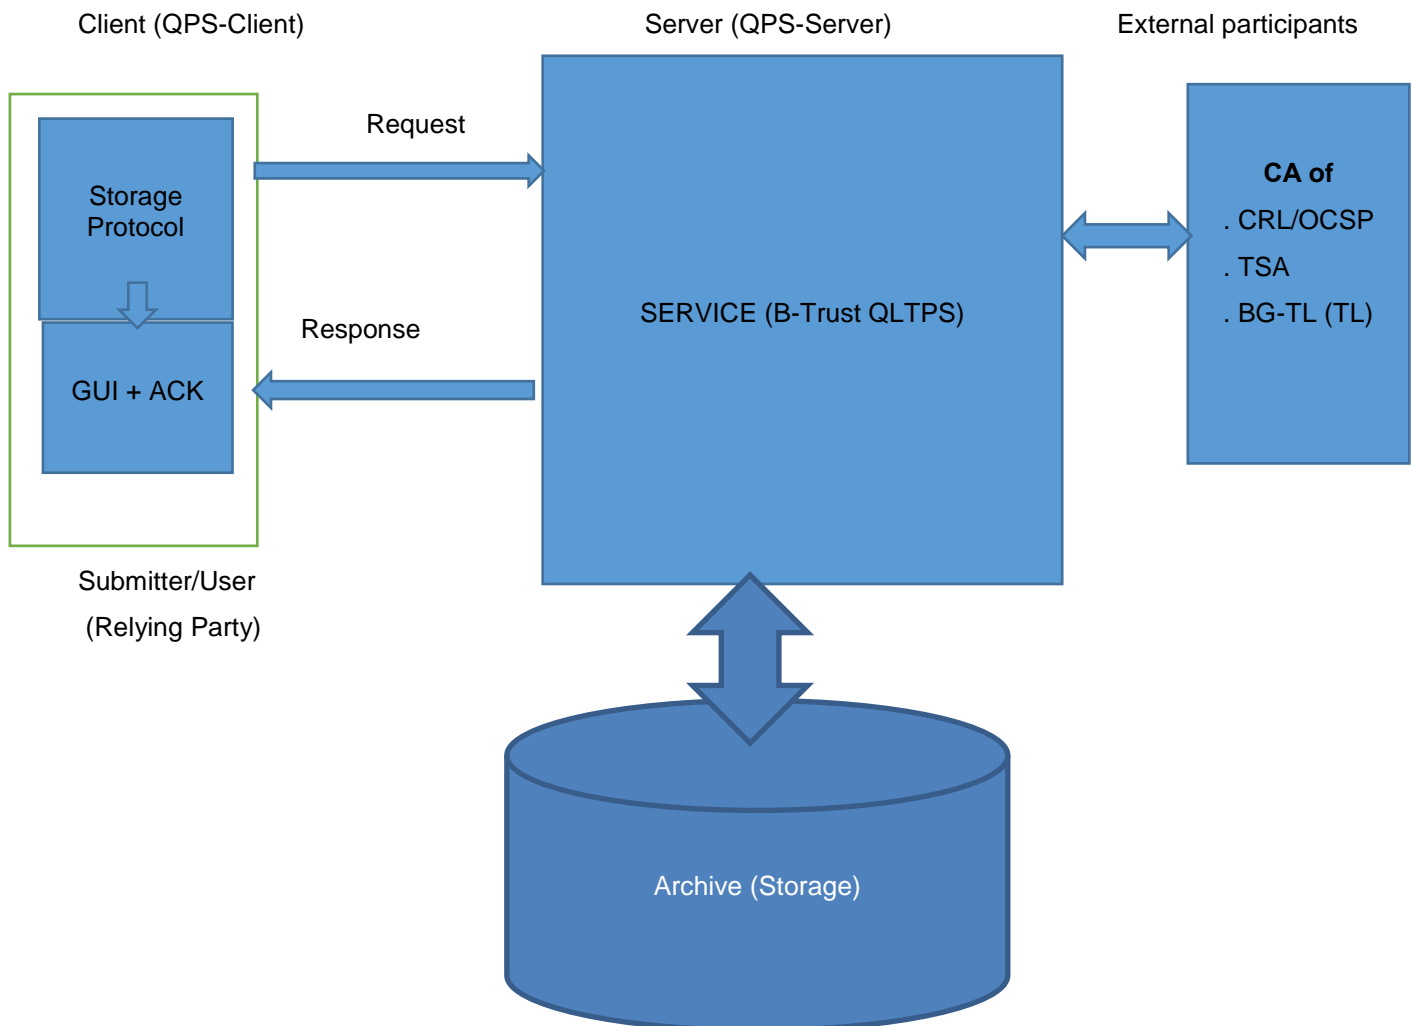 Client (QPS-Client)
Server (QPS-Server)
External participants
Request
Storage
Protocol
CA of
. CRL/OCSP
. TSA
. BG-TL (TL)
SERVICE (B-Trust QLTPS)
Response
GUI + ACK
Submitter/User
(Relying Party)
Archive (Storage)